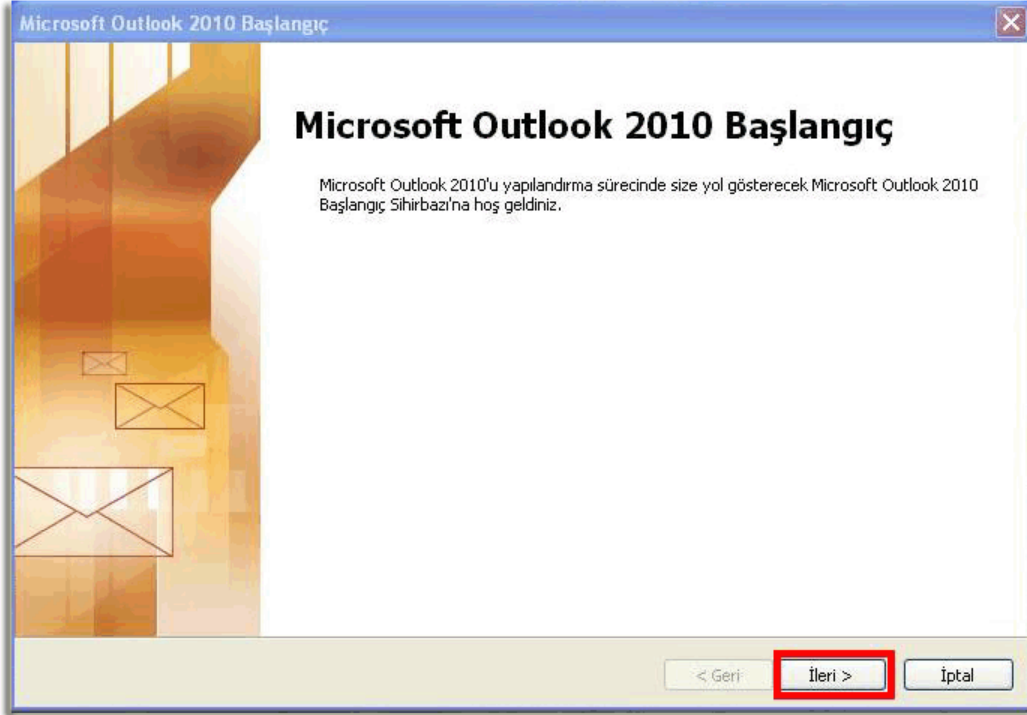 Microsoft Outlook 2010 Başlangıç
Microsoft Outlook 2010 Başlangıç
Microsoft Outlook 2010'u yapılandırma sürecinde size yol gösterecek Microsoft Outlook 2010
Başlangıç Sihirbazı'na hoş geldiniz.
< Geri
İleri >
İptal